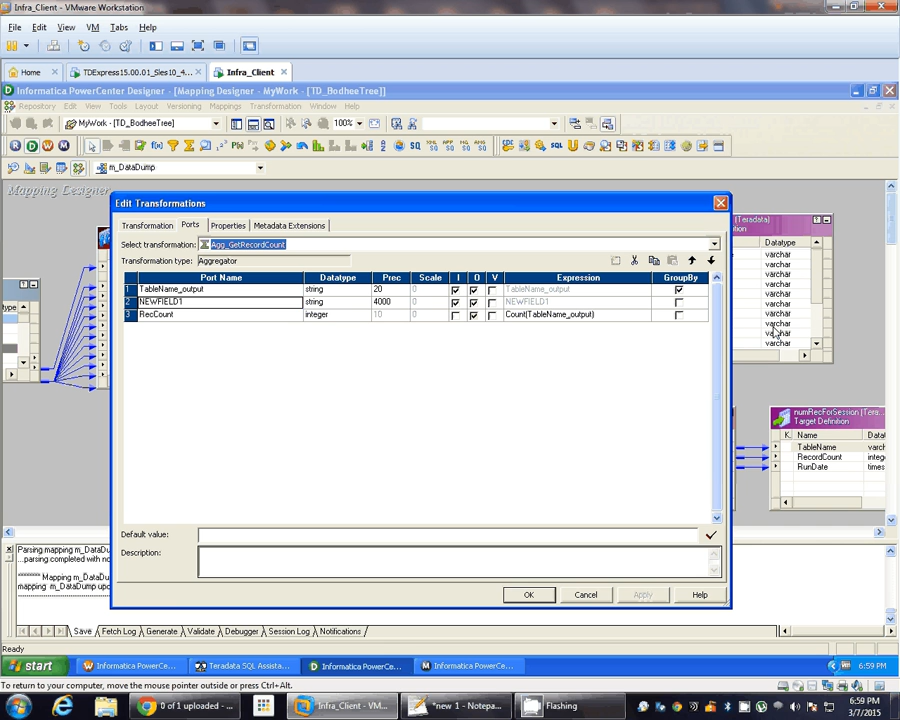 Infra_Client - VMware Workstation
File Edit View VM Tabs Help
Home TDExpress15.00.01_Sles10_4... Infra_Client
Informatica PowerCenter Designer - [Mapping Designer - MyWork - [TD_BodheeTree]]
Repository Edit View Tools Layout Versioning Mappings Transformation Window Help
MyWork - [TD_BodheeTree] 100%
m_DataDump
Mapping Designer
Edit Transformations
Transformation Ports Properties Metadata Extensions
Select transformation: Agg_GetRecordCount
Transformation type: Aggregator
Port Name Datatype Prec Scale I O V Expression GroupBy
1 TableName_output string 20 0 TableName_output
2 NEWFIELD1 string 4000 0 NEWFIELD1
3 RecCount integer 10 0 Count(TableName_output)
Default value:
Description:
OK Cancel Apply Help
(Teradata)
Datatype
varchar
varchar
varchar
varchar
varchar
varchar
varchar
varchar
varchar
varchar
numRecForSession (Tera...
Target Definition
K. Name Datat
TableName varch
RecordCount intege
RunDate times
Parsing mapping m_DataDu
...parsing completed with no
******* Mapping m_DataDu
mapping m_DataDump upd
Save Fetch Log Generate Validate Debugger Session Log Notifications
Ready
start Informatica PowerCe... Teradata SQL Assista... Informatica PowerCe... Informatica PowerCe... 6:59 PM
To return to your computer, move the mouse pointer outside or press Ctrl+Alt.
0 of 1 uploaded - ... Infra_Client - VM... *new 1 - Notepa... Flashing 6:59 PM
3/7/2015